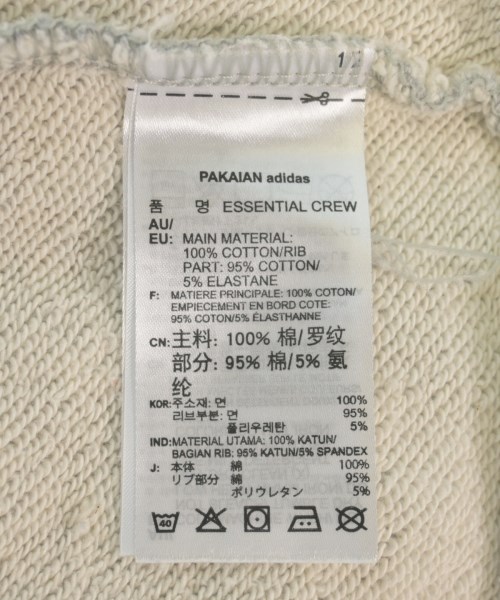 1/
PAKAIAN adidas
品 明 ESSENTIAL CREW
AU/
EU: MAIN MATERIAL:
100% COTTON/RIB
PART: 95% COTTON/
5% ELASTANE
F: MATIERE PRINCIPALE: 100% COTON/
EMPIECEMENT EN BORD COTE:
95% COTON/5% ÉLASTHANNE
CN: 主料: 100% 棉/罗纹
部分: 95% 棉/5% 氨
纶
KOR: 주소재: 면 100%
리브부분: 면 95%
폴리우레탄 5%
IND: MATERIAL UTAMA: 100% KATUN/
BAGIAN RIB: 95% KATUN/5% SPANDEX
J: 本体 綿 100%
リブ部分 綿 95%
ポリウレタン 5%
40